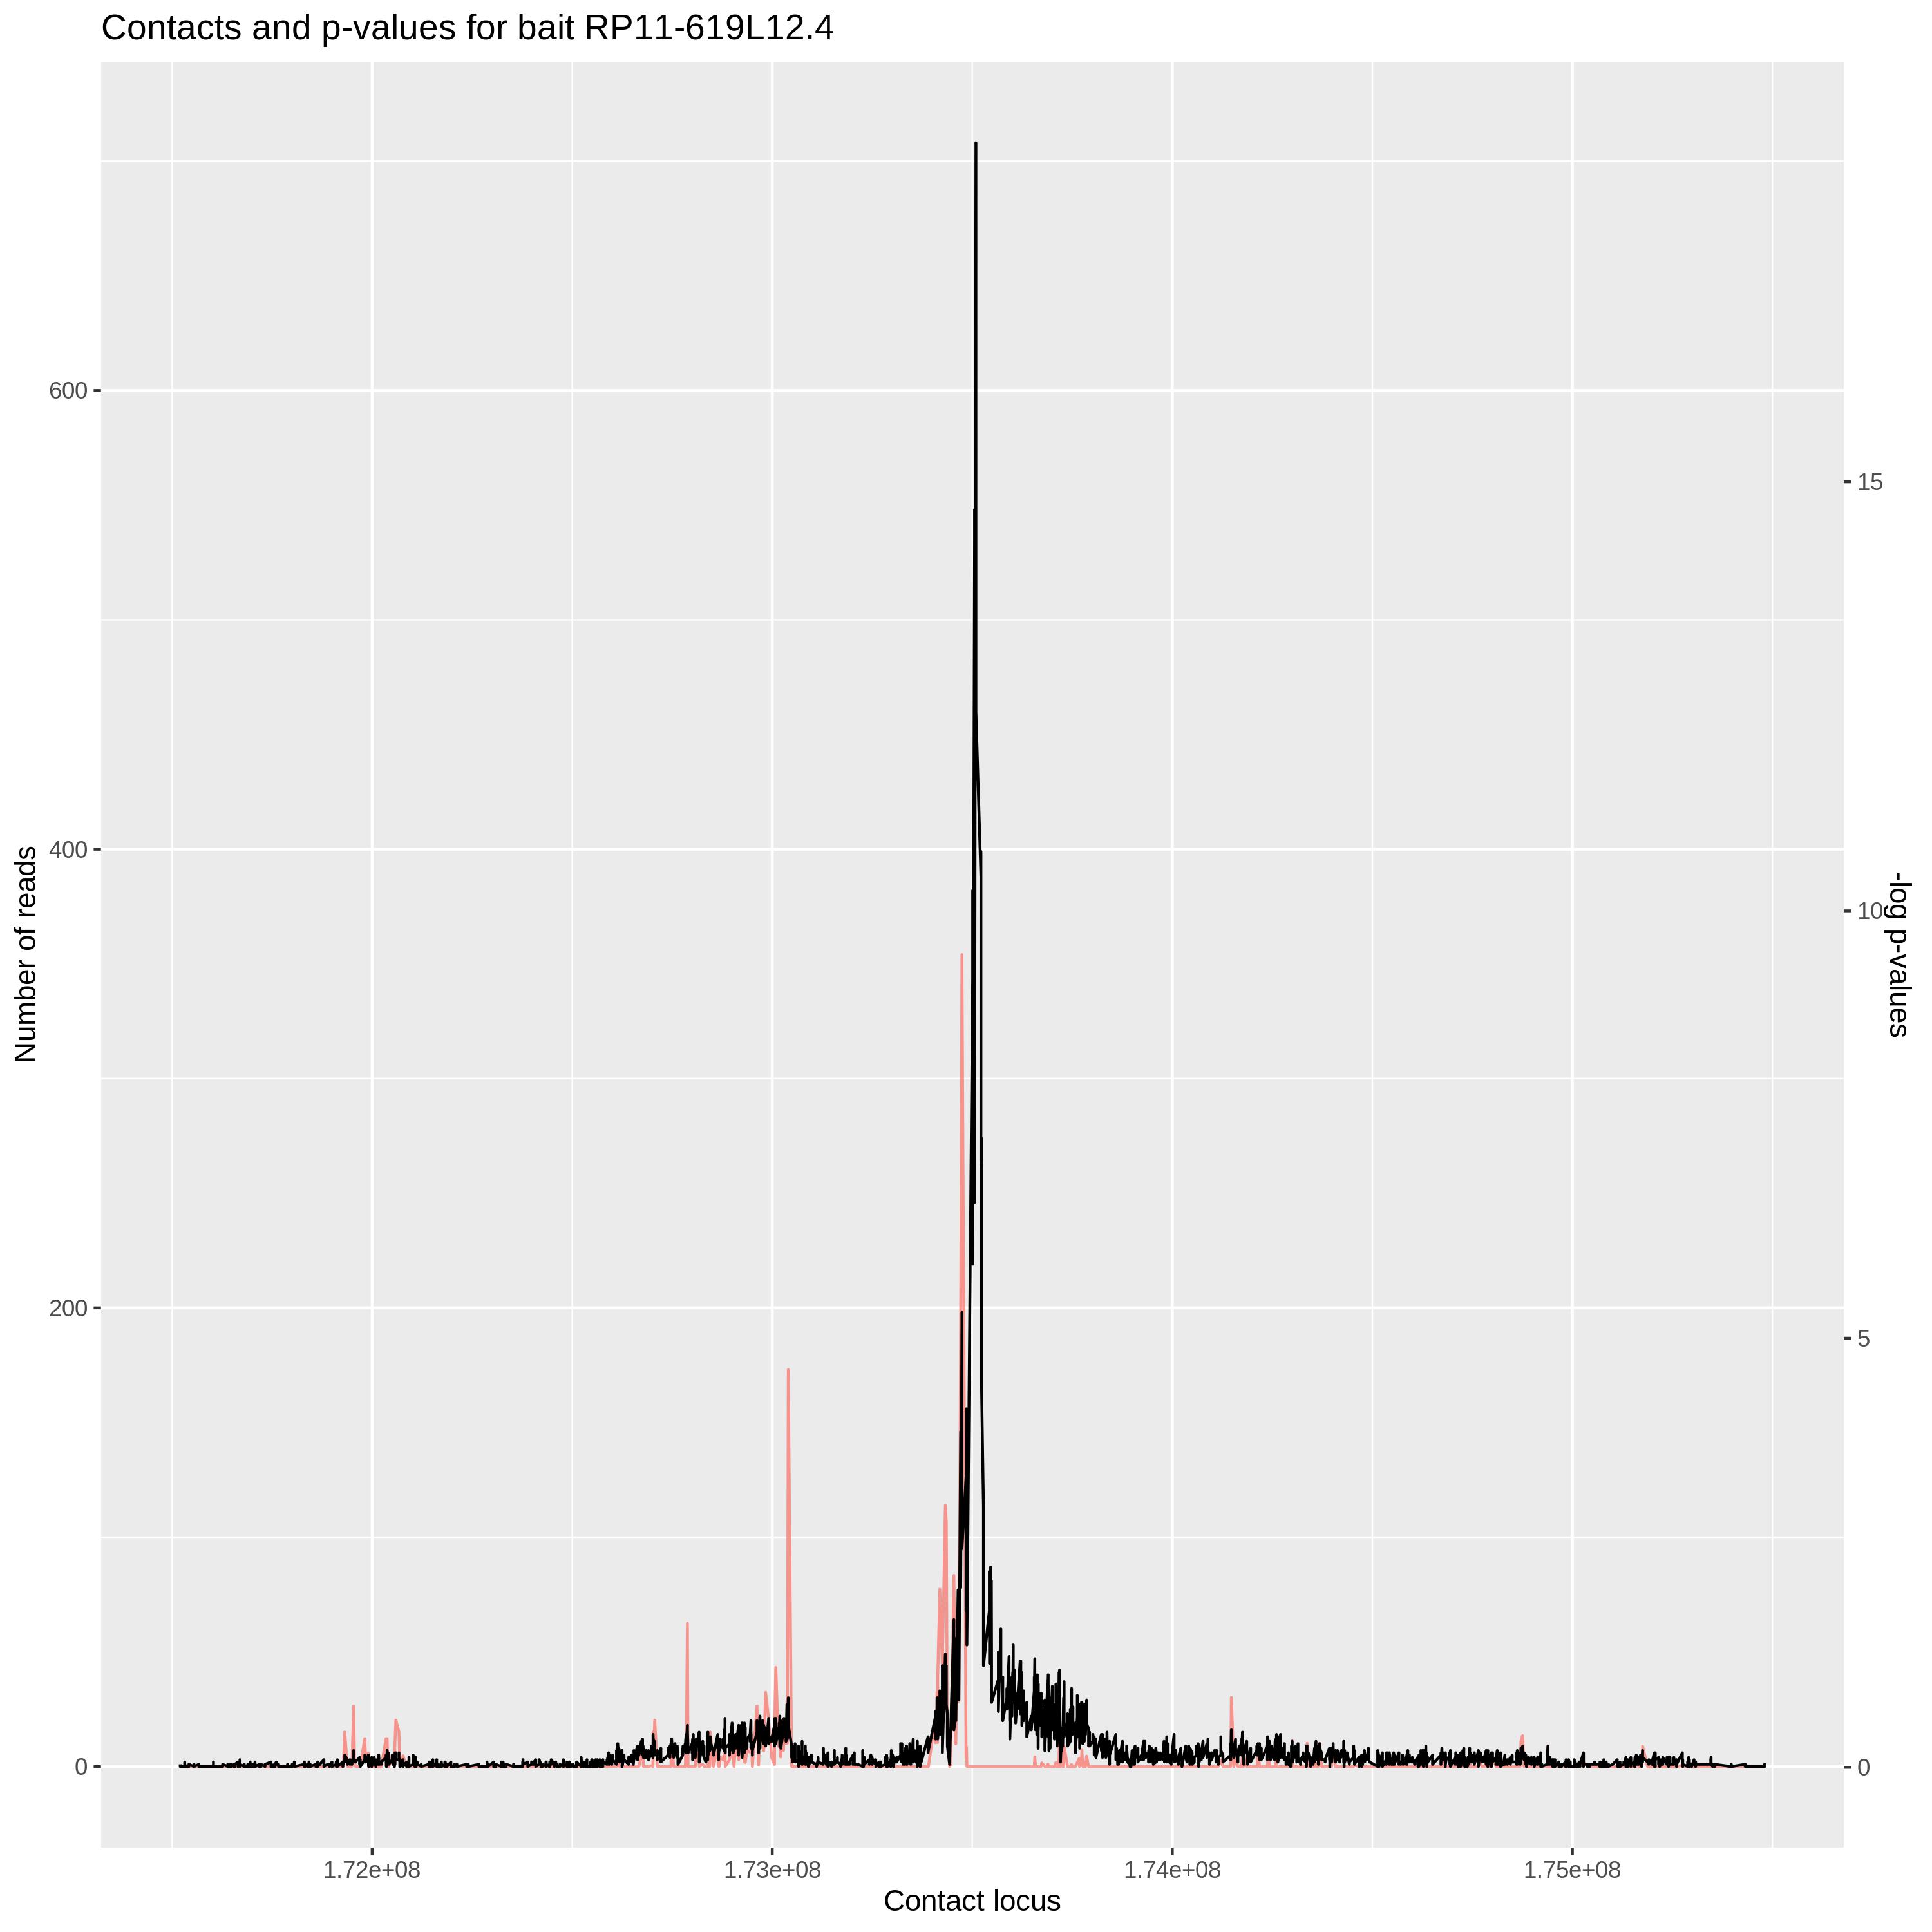 Contacts and p-values for bait RP11-619L12.4
Number of reads
600
400
200
0
15
10
5
0
-log p-values
1.72e+08
1.73e+08
1.74e+08
1.75e+08
Contact locus